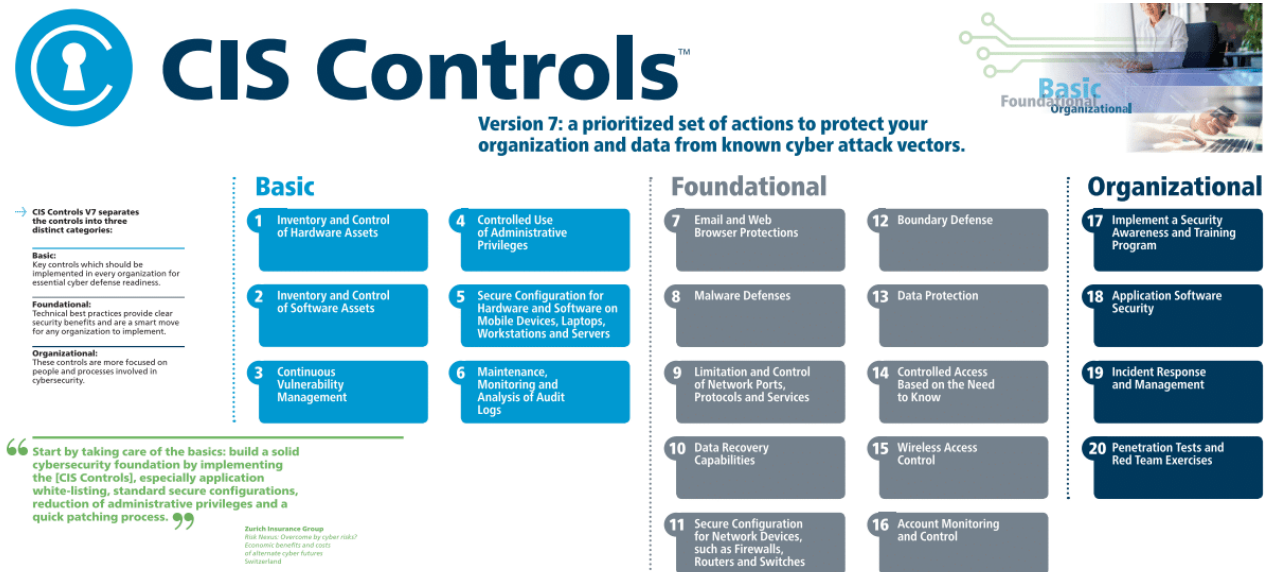 CIS Controls™
Basic
Foundational
Organizational
Version 7: a prioritized set of actions to protect your
organization and data from known cyber attack vectors.
CIS Controls V7 separates
the controls into three
distinct categories:
Basic:
Key controls which should be
implemented in every organization for
essential cyber defense readiness.
Foundational:
Technical best practices provide clear
security benefits and are a smart move
for any organization to implement.
Organizational:
These controls are more focused on
people and processes involved in
cybersecurity.
Basic
1 Inventory and Control
of Hardware Assets
2 Inventory and Control
of Software Assets
3 Continuous
Vulnerability
Management
4 Controlled Use
of Administrative
Privileges
5 Secure Configuration for
Hardware and Software on
Mobile Devices, Laptops,
Workstations and Servers
6 Maintenance,
Monitoring and
Analysis of Audit
Logs
Foundational
7 Email and Web
Browser Protections
8 Malware Defenses
9 Limitation and Control
of Network Ports,
Protocols and Services
10 Data Recovery
Capabilities
11 Secure Configuration
for Network Devices,
such as Firewalls,
Routers and Switches
12 Boundary Defense
13 Data Protection
14 Controlled Access
Based on the Need
to Know
15 Wireless Access
Control
16 Account Monitoring
and Control
Organizational
17 Implement a Security
Awareness and Training
Program
18 Application Software
Security
19 Incident Response
and Management
20 Penetration Tests and
Red Team Exercises
“Start by taking care of the basics: build a solid
cybersecurity foundation by implementing
the [CIS Controls], especially application
white-listing, standard secure configurations,
reduction of administrative privileges and a
quick patching process.”
Zurich Insurance Group
Risk Nexus: Overcome by cyber risks?
Economic benefits and costs
of alternate cyber futures
Switzerland